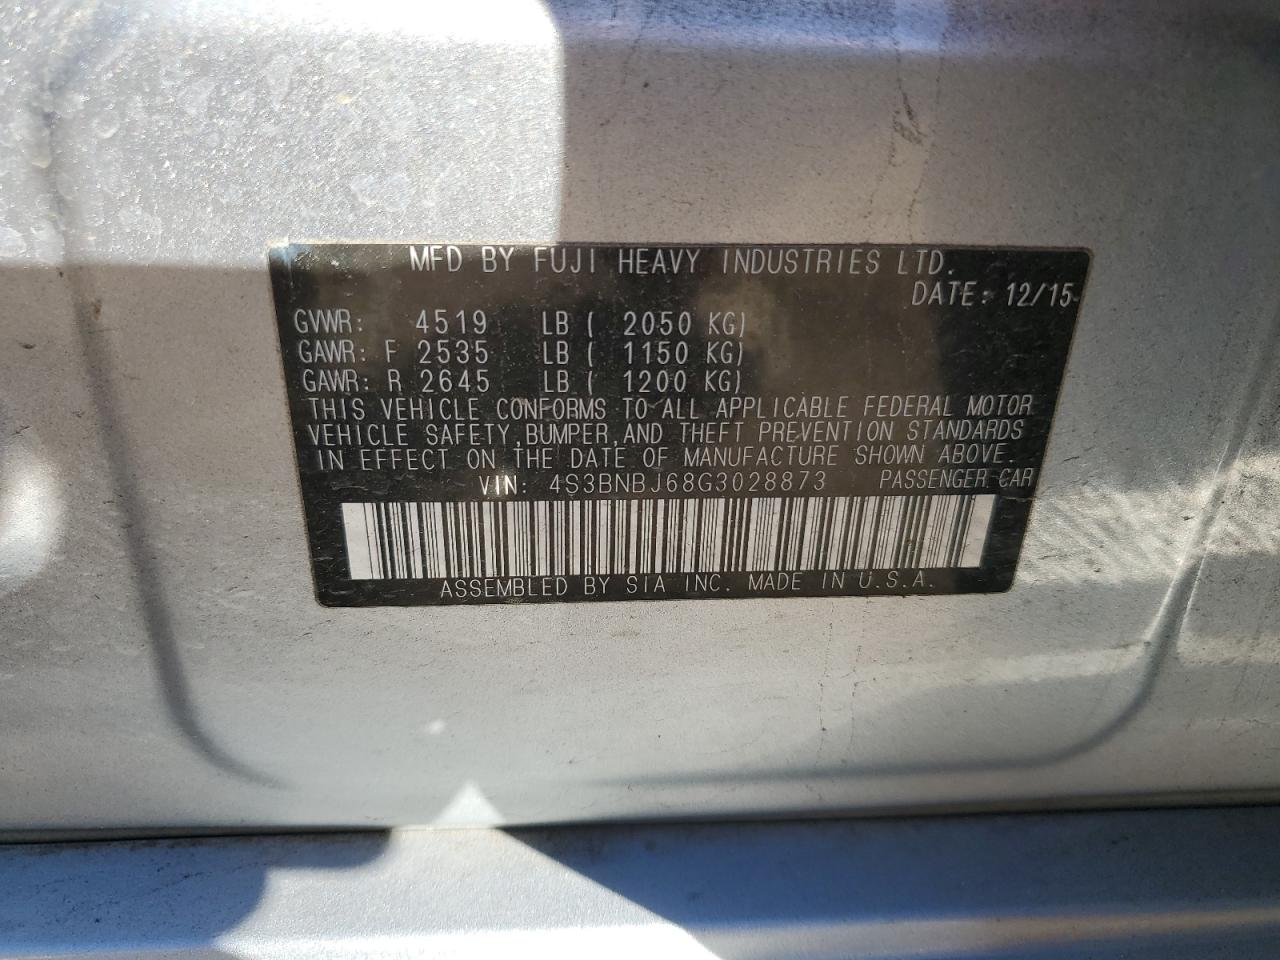 MFD BY FUJI HEAVY INDUSTRIES LTD.
DATE: 12/15
GVWR: 4519 LB ( 2050 KG)
GAWR: F 2535 LB ( 1150 KG)
GAWR: R 2645 LB ( 1200 KG)
THIS VEHICLE CONFORMS TO ALL APPLICABLE FEDERAL MOTOR
VEHICLE SAFETY,BUMPER,AND THEFT PREVENTION STANDARDS
IN EFFECT ON THE DATE OF MANUFACTURE SHOWN ABOVE.
VIN: 4S3BNBJ68G3028873 PASSENGER CAR
ASSEMBLED BY SIA INC. MADE IN U.S.A.